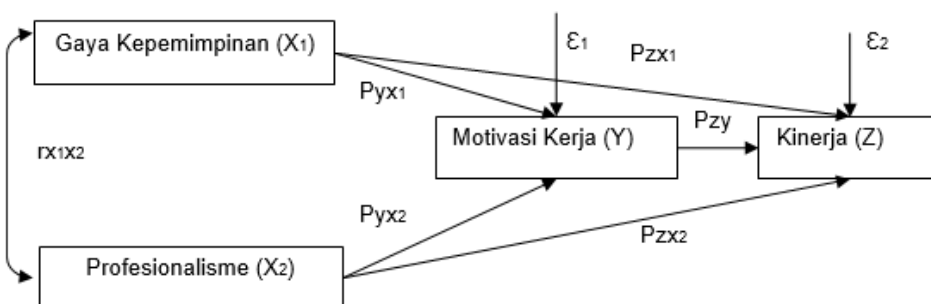 Gaya Kepemimpinan (X1)
ε1
Pzx1
ε2
Pyx1
Motivasi Kerja (Y)
Pzy
Kinerja (Z)
rx1x2
Pyx2
Pzx2
Profesionalisme (X2)